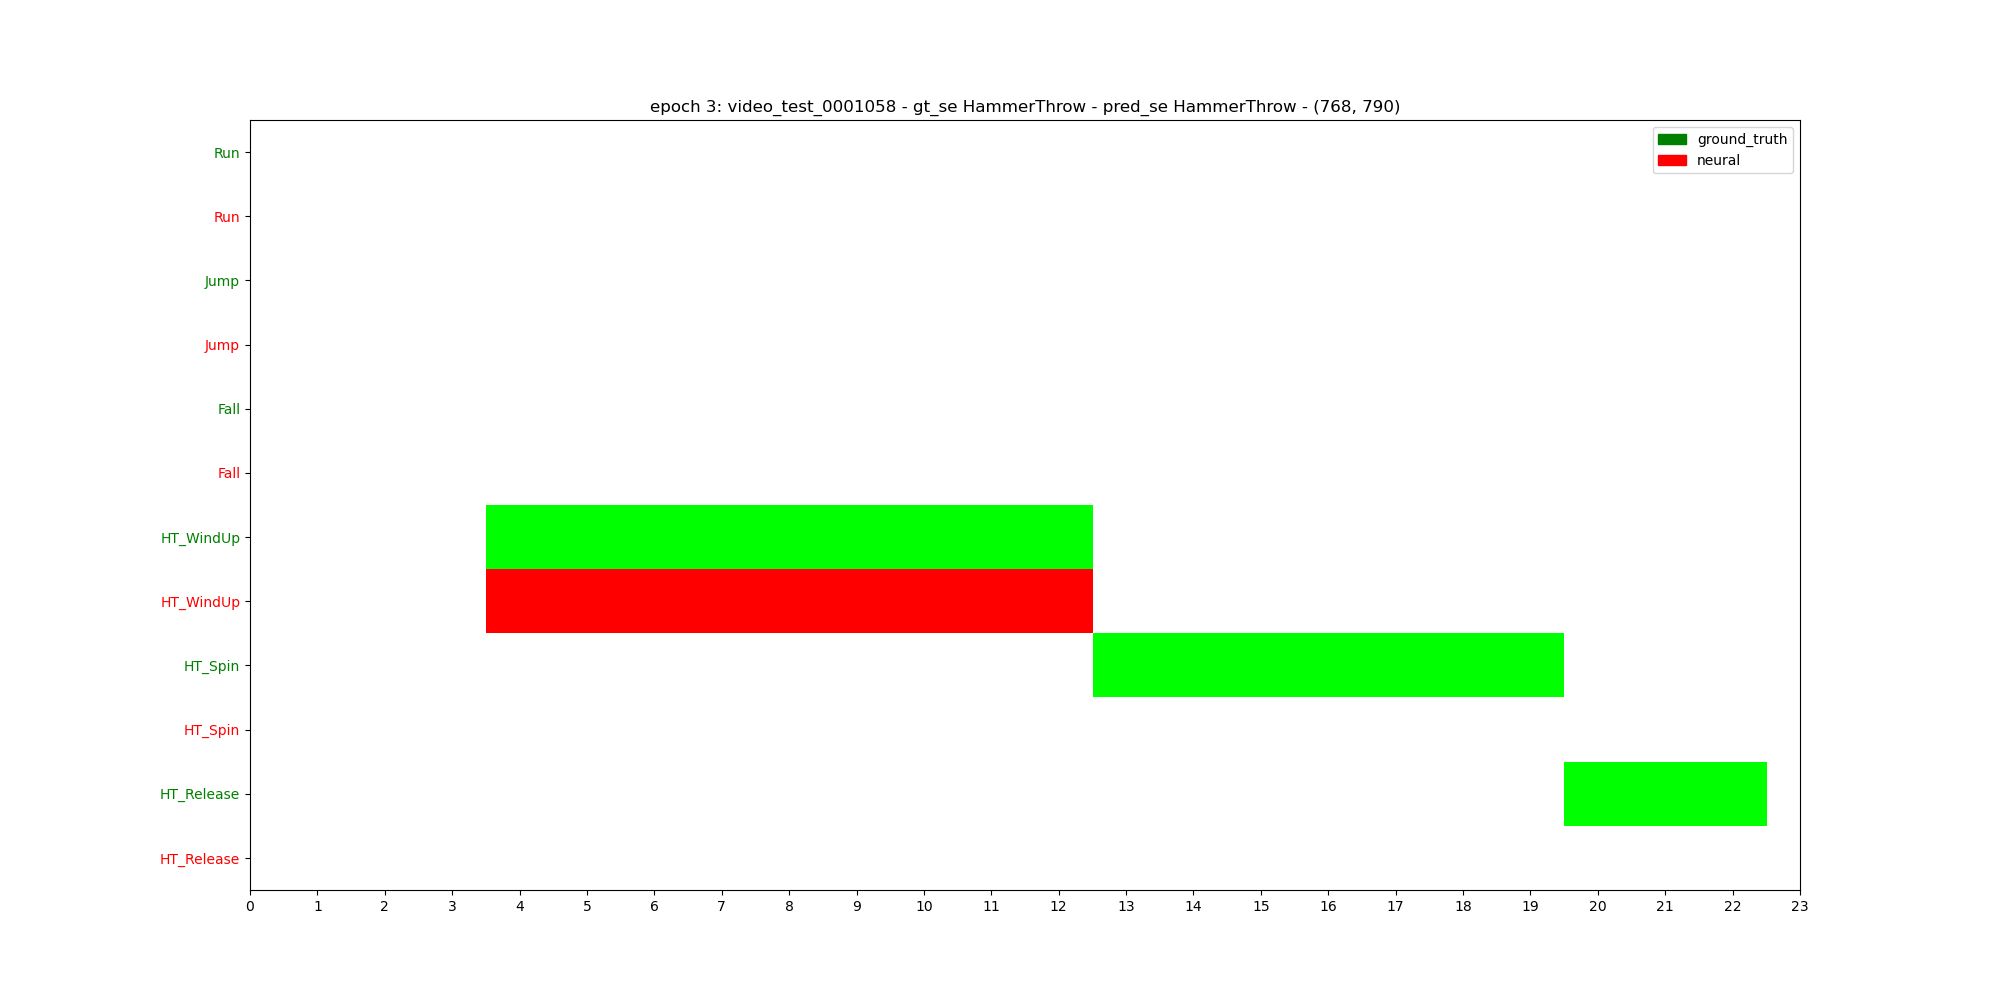 epoch 3: video_test_0001058 - gt_se HammerThrow - pred_se HammerThrow - (768, 790)
ground_truth
neural
Run
Run
Jump
Jump
Fall
Fall
HT_WindUp
HT_WindUp
HT_Spin
HT_Spin
HT_Release
HT_Release
0 1 2 3 4 5 6 7 8 9 10 11 12 13 14 15 16 17 18 19 20 21 22 23